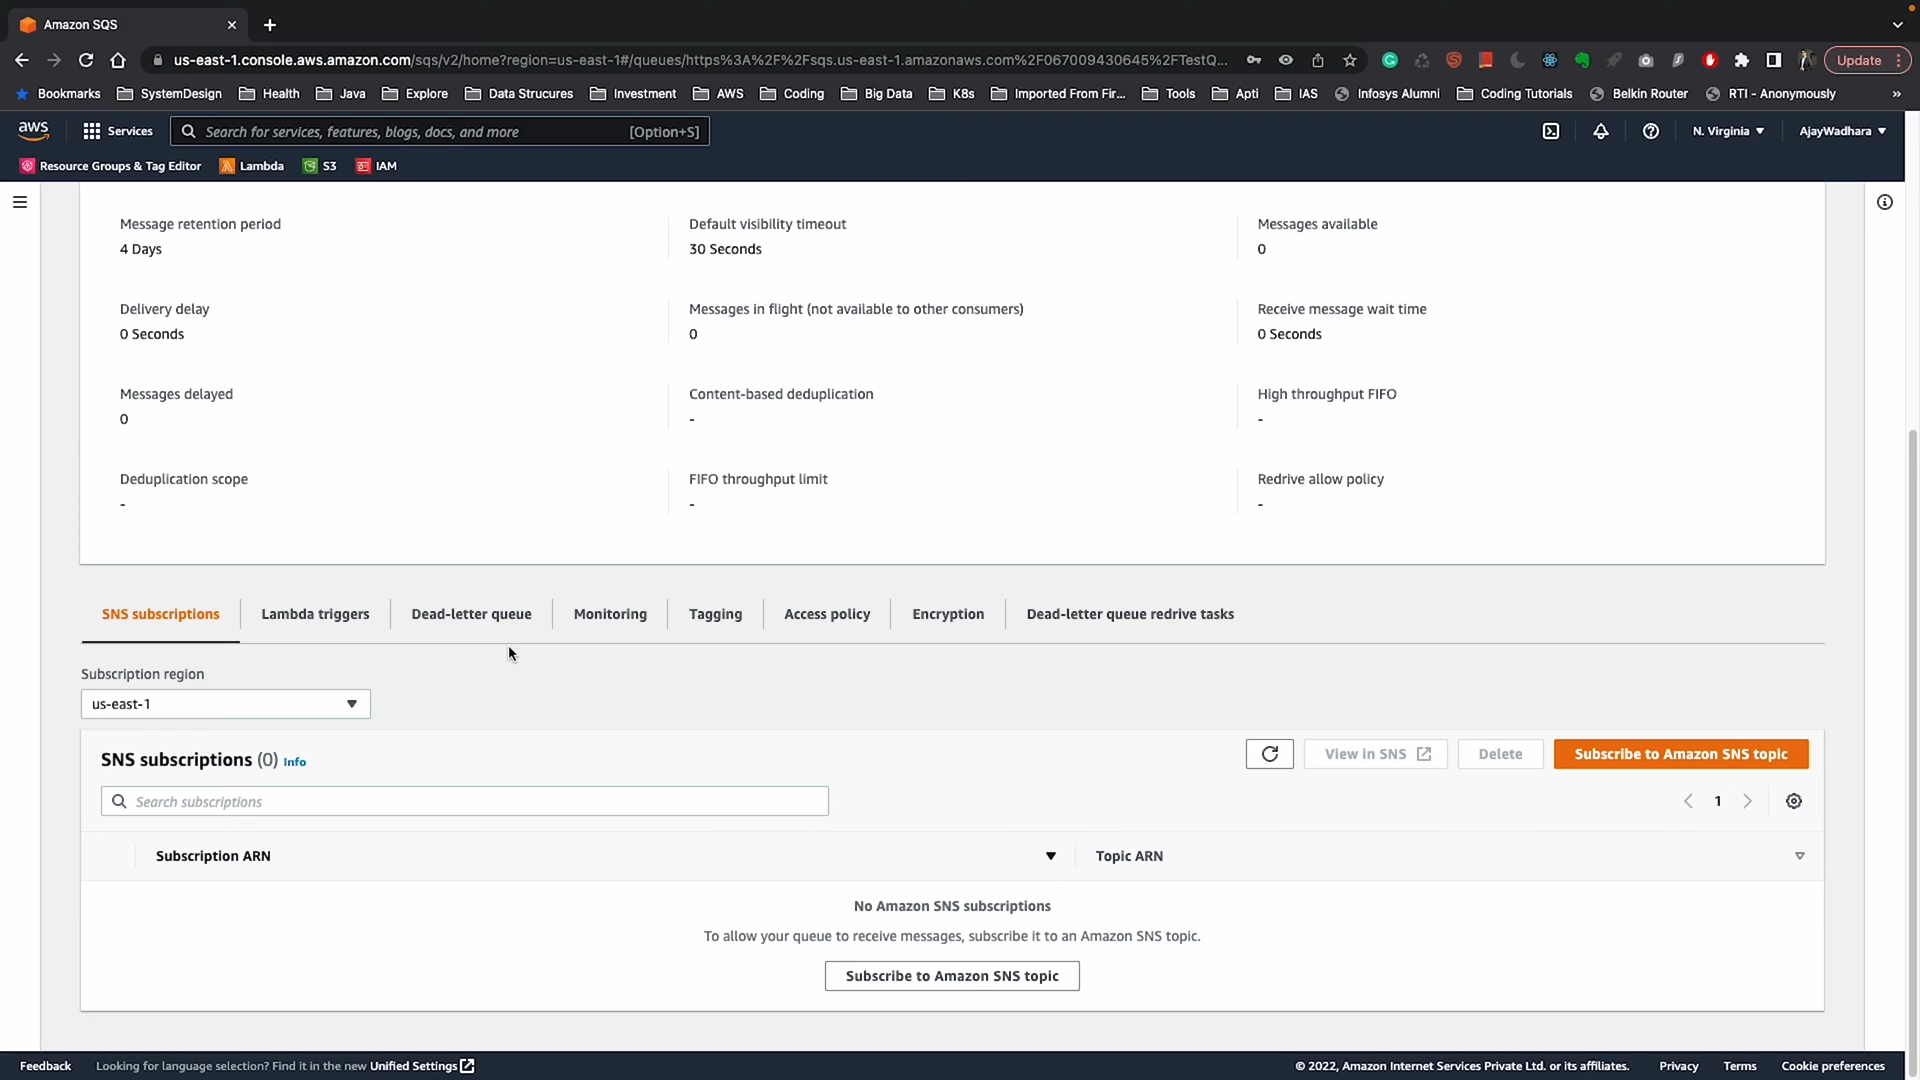 Amazon SQS
us-east-1.console.aws.amazon.com/sqs/v2/home?region=us-east-1#/queues/https%3A%2F%2Fsqs.us-east-1.amazonaws.com%2F067009430645%2FTestQ...
Update
Bookmarks SystemDesign Health Java Explore Data Strucures Investment AWS Coding Big Data K8s Imported From Fir... Tools Apti IAS Infosys Alumni Coding Tutorials Belkin Router RTI - Anonymously »
aws Services Search for services, features, blogs, docs, and more [Option+S] N. Virginia AjayWadhara
Resource Groups & Tag Editor Lambda S3 IAM
Message retention period Default visibility timeout Messages available
4 Days 30 Seconds 0
Delivery delay Messages in flight (not available to other consumers) Receive message wait time
0 Seconds 0 0 Seconds
Messages delayed Content-based deduplication High throughput FIFO
0 - -
Deduplication scope FIFO throughput limit Redrive allow policy
- - -
SNS subscriptions Lambda triggers Dead-letter queue Monitoring Tagging Access policy Encryption Dead-letter queue redrive tasks
Subscription region
us-east-1
SNS subscriptions (0) Info View in SNS Delete Subscribe to Amazon SNS topic
Search subscriptions 1
Subscription ARN Topic ARN
No Amazon SNS subscriptions
To allow your queue to receive messages, subscribe it to an Amazon SNS topic.
Subscribe to Amazon SNS topic
Feedback Looking for language selection? Find it in the new Unified Settings © 2022, Amazon Internet Services Private Ltd. or its affiliates. Privacy Terms Cookie preferences